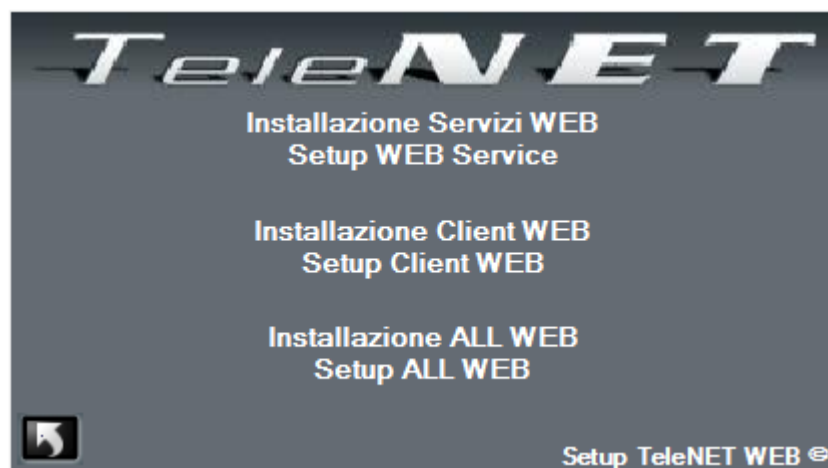 TeleNET
Installazione Servizi WEB
Setup WEB Service
Installazione Client WEB
Setup Client WEB
Installazione ALL WEB
Setup ALL WEB
Setup TeleNET WEB ©